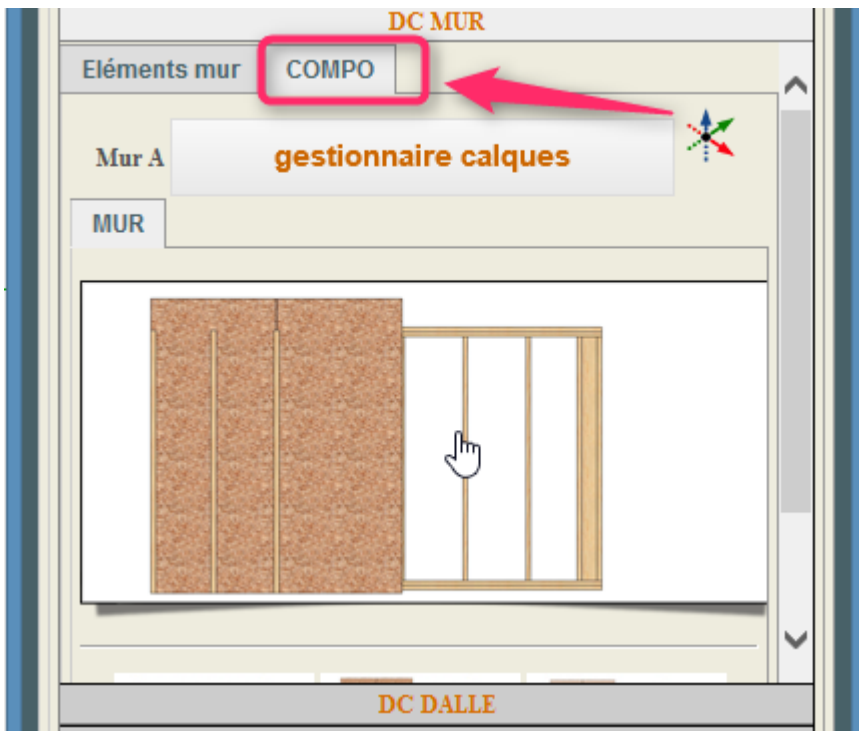 DC MUR
Eléments mur COMPO
Mur A gestionnaire calques
MUR
DC DALLE